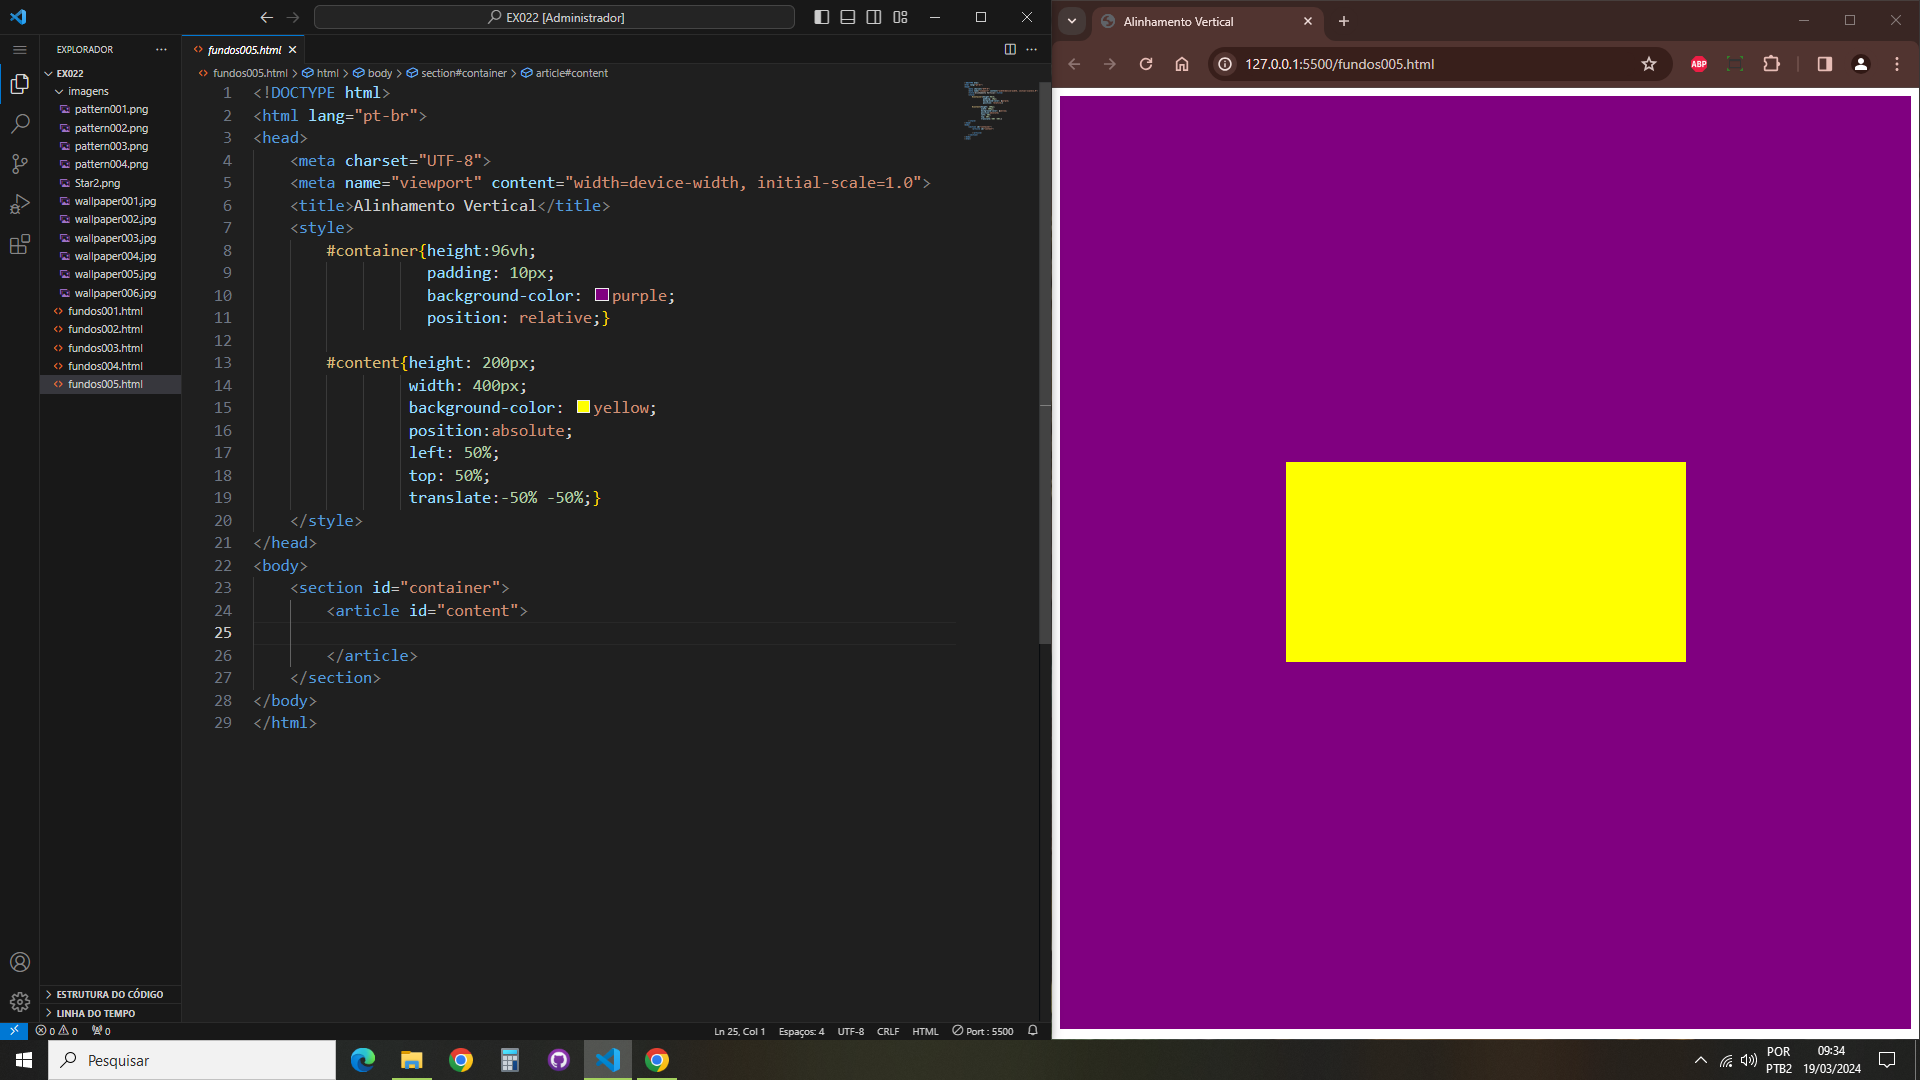 EX022 [Administrador]
EXPLORADOR
EX022
imagens
pattern001.png
pattern002.png
pattern003.png
pattern004.png
Star2.png
wallpaper001.jpg
wallpaper002.jpg
wallpaper003.jpg
wallpaper004.jpg
wallpaper005.jpg
wallpaper006.jpg
fundos001.html
fundos002.html
fundos003.html
fundos004.html
fundos005.html
ESTRUTURA DO CÓDIGO
LINHA DO TEMPO
fundos005.html
fundos005.html > html > body > section#container > article#content
1 <!DOCTYPE html>
2 <html lang="pt-br">
3 <head>
4 <meta charset="UTF-8">
5 <meta name="viewport" content="width=device-width, initial-scale=1.0">
6 <title>Alinhamento Vertical</title>
7 <style>
8 #container{height:96vh;
9 padding: 10px;
10 background-color: purple;
11 position: relative;}
12
13 #content{height: 200px;
14 width: 400px;
15 background-color: yellow;
16 position:absolute;
17 left: 50%;
18 top: 50%;
19 translate:-50% -50%;}
20 </style>
21 </head>
22 <body>
23 <section id="container">
24 <article id="content">
25
26 </article>
27 </section>
28 </body>
29 </html>
0 0 0
Ln 25, Col 1 Espaços: 4 UTF-8 CRLF HTML Port : 5500
Alinhamento Vertical
127.0.0.1:5500/fundos005.html
ABP
Pesquisar
POR
PTB2
09:34
19/03/2024